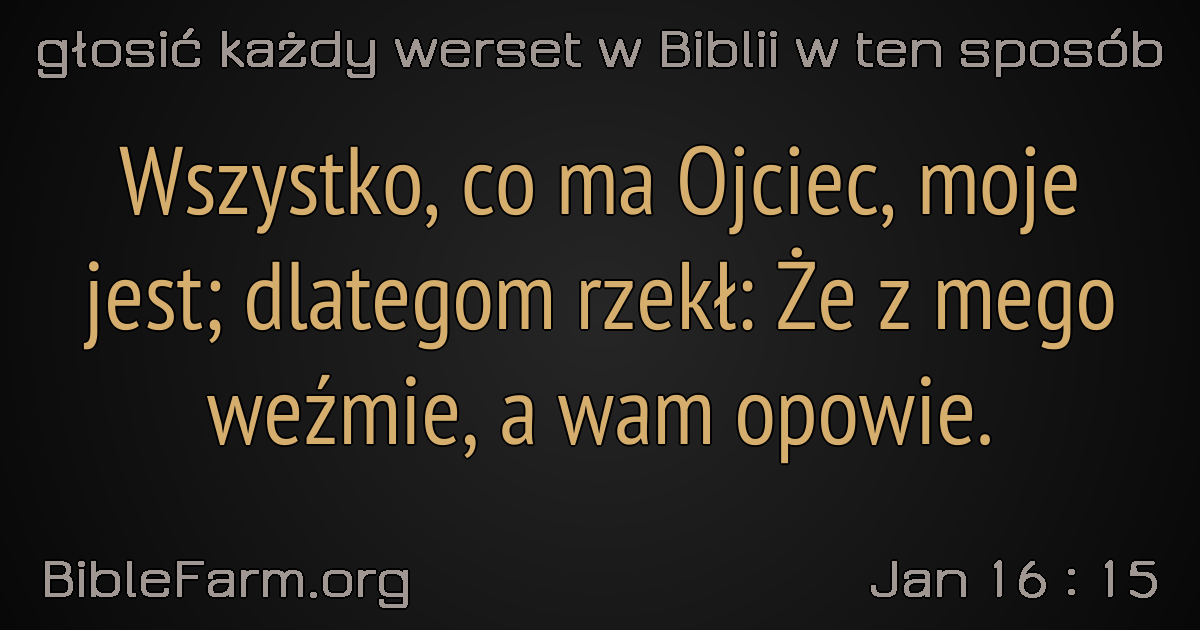 głosić każdy werset w Biblii w ten sposób
Wszystko, co ma Ojciec, moje
jest; dlategom rzekł: Że z mego
weźmie, a wam opowie.
BibleFarm.org
Jan 16 : 15